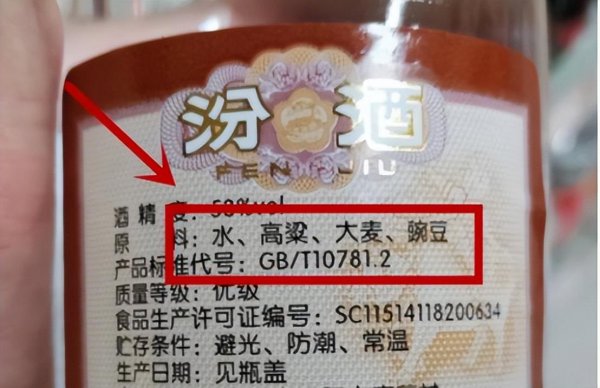 汾酒
FEN JIU
酒精度：53%vol
原料：水、高粱、大麦、豌豆
产品标准代号：GB/T10781.2
质量等级：优级
食品生产许可证编号：SC11514118200634
贮存条件：避光、防潮、常温
生产日期：见瓶盖